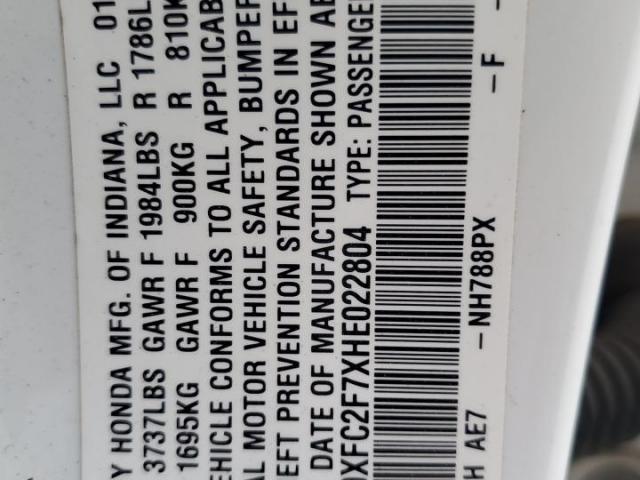 Y HONDA MFG. OF INDIANA, LLC 01
3737LBS GAWR F 1984LBS R 1786L
1695KG GAWR F 900KG R 810K
EHICLE CONFORMS TO ALL APPLICAB
AL MOTOR VEHICLE SAFETY, BUMPER
EFT PREVENTION STANDARDS IN EF
DATE OF MANUFACTURE SHOWN AB
XFC2F7XHE022804 TYPE: PASSENGE
H AE7 - NH788PX - F -